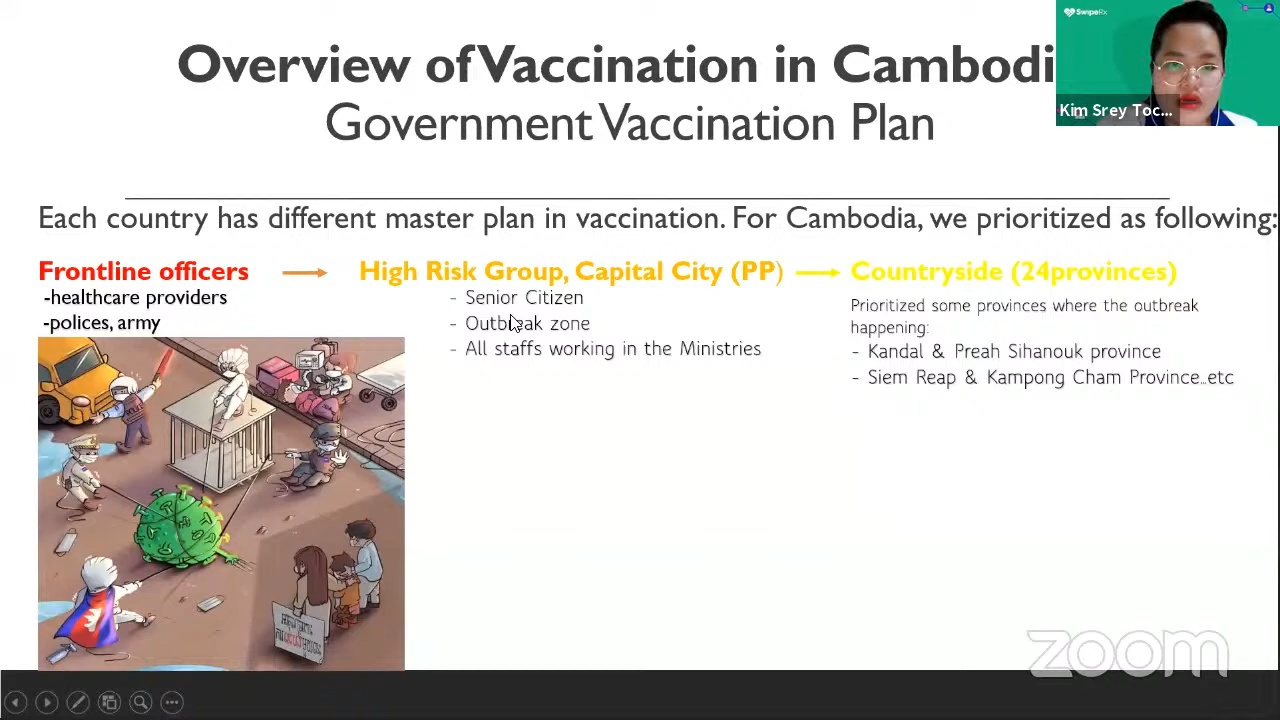 SwipeRx
Kim Srey Toc...
Overview of Vaccination in Cambodi
Government Vaccination Plan
Each country has different master plan in vaccination. For Cambodia, we prioritized as following:
Frontline officers
-healthcare providers
-polices, army
High Risk Group, Capital City (PP)
- Senior Citizen
- Outbreak zone
- All staffs working in the Ministries
Countryside (24provinces)
Prioritized some provinces where the outbreak
happening:
- Kandal & Preah Sihanouk province
- Siem Reap & Kampong Cham Province...etc
zoom